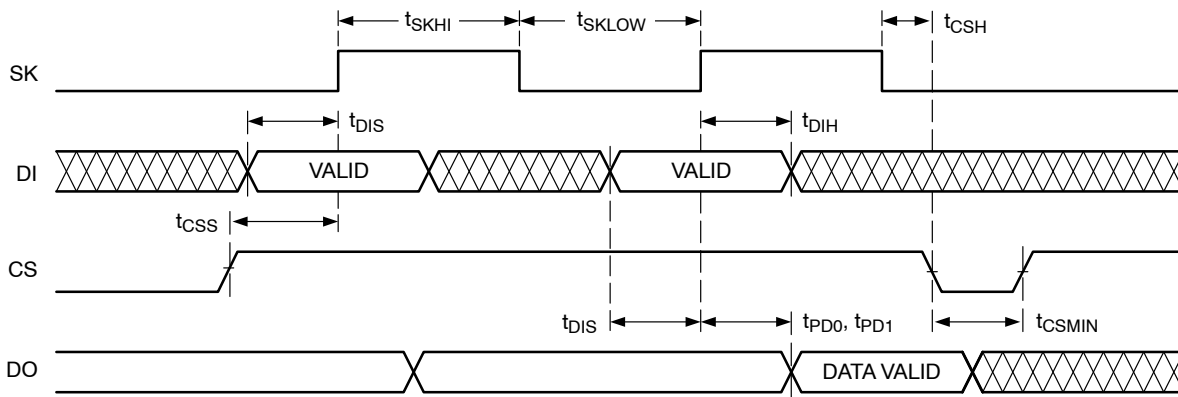 tSKHI tSKLOW tCSH
SK
tDIS tDIH
DI VALID VALID
tCSS
CS
tDIS tPD0, tPD1 tCSMIN
DO DATA VALID